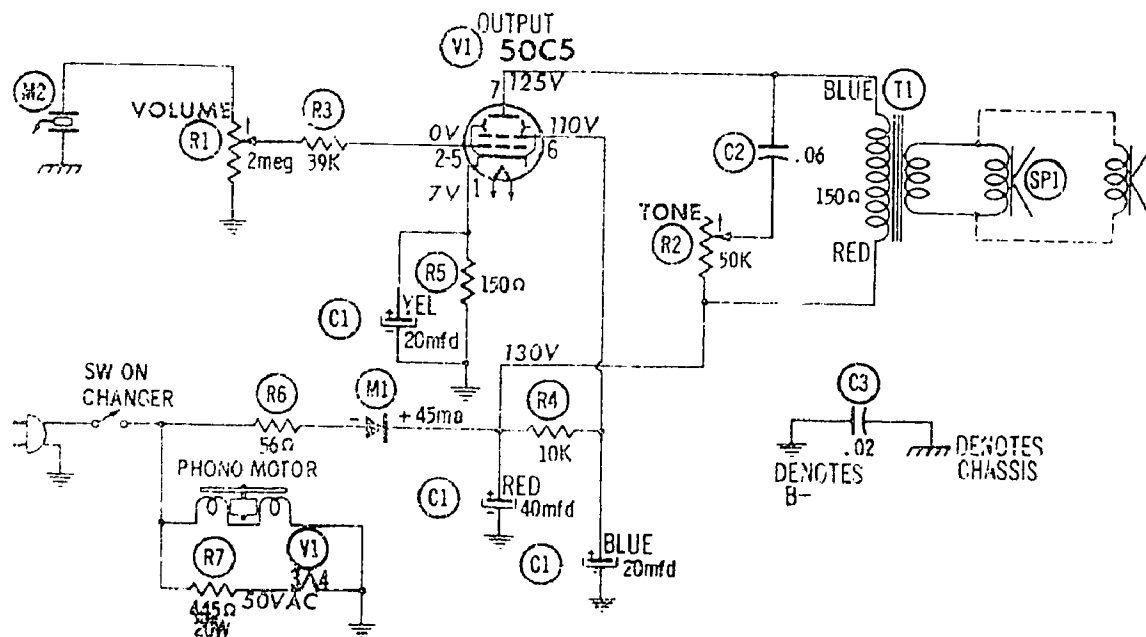 OUTPUT
V1 50C5
7 125V
BLUE T1
M2
VOLUME R3
R1
0V 110V
2meg 39K 2-5 6
C2 .06
7V 1
SP1
150Ω
TONE
R2
50K RED
R5
150Ω
YEL
C1
20mfd
130V
SW ON
CHANGER
R6 M1 R4 C3
- +45ma
56Ω 10K .02
DENOTES
B-
DENOTES
CHASSIS
PHONO MOTOR
RED
C1 40mfd
V1
R7
BLUE
C1 20mfd
3 4
50VAC
20W